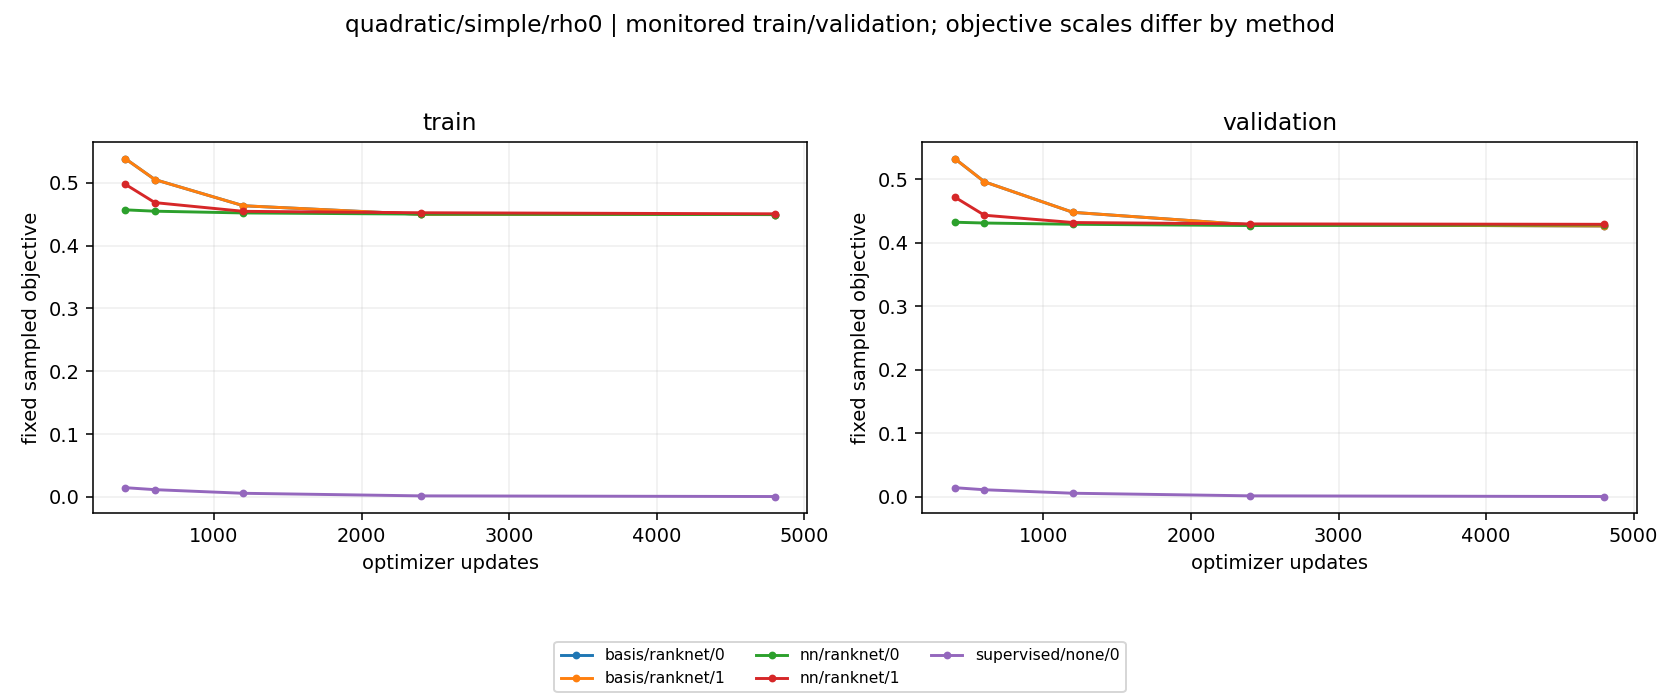 quadratic/simple/rho0 | monitored train/validation; objective scales differ by method
train
fixed sampled objective
0.5
0.4
0.3
0.2
0.1
0.0
1000 2000 3000 4000 5000
optimizer updates
validation
fixed sampled objective
0.5
0.4
0.3
0.2
0.1
0.0
1000 2000 3000 4000 5000
optimizer updates
basis/ranknet/0 nn/ranknet/0 supervised/none/0
basis/ranknet/1 nn/ranknet/1